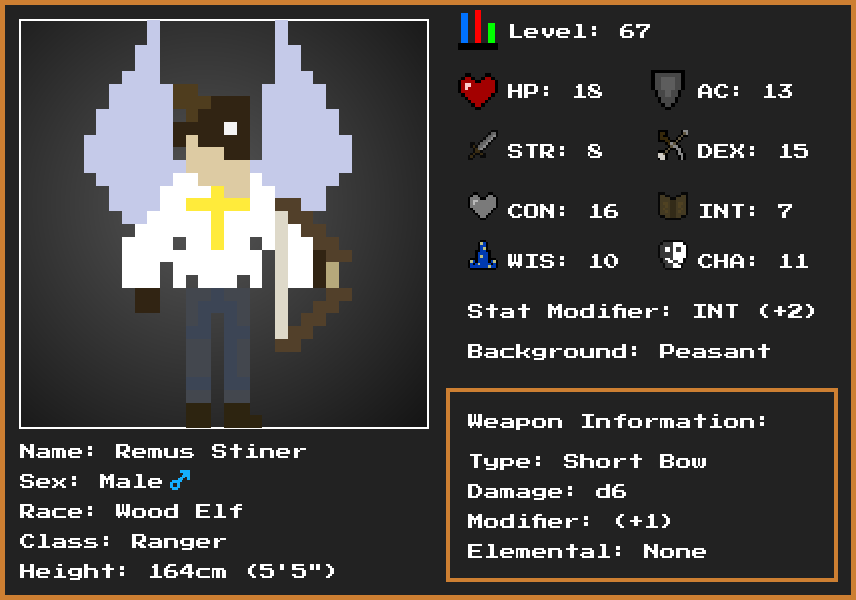 Level: 67
HP: 18
AC: 13
STR: 8
DEX: 15
CON: 16
INT: 7
WIS: 10
CHA: 11
Stat Modifier: INT (+2)
Background: Peasant
Weapon Information:
Type: Short Bow
Damage: d6
Modifier: (+1)
Elemental: None
Name: Remus Stiner
Sex: Male♂
Race: Wood Elf
Class: Ranger
Height: 164cm (5'5")